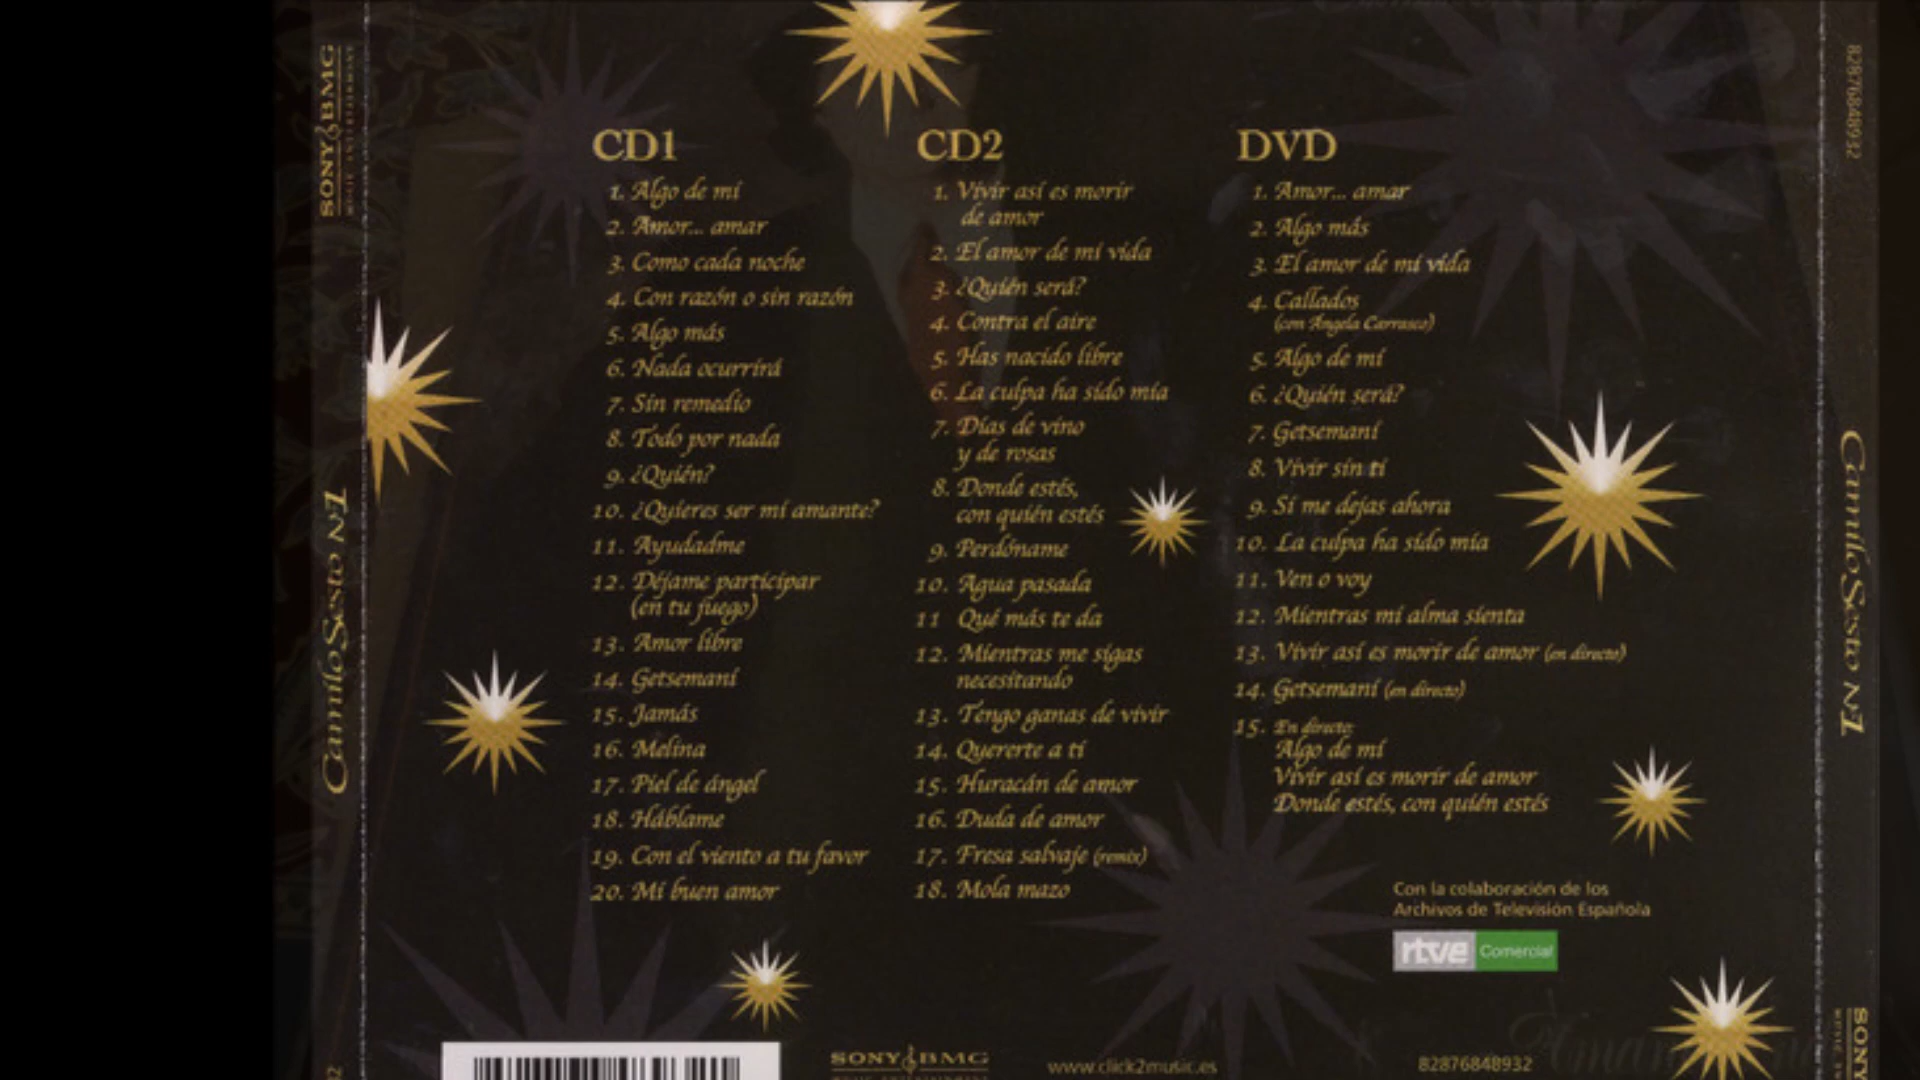 CD1
1. Algo de mí
2. Amor... amar
3. Como cada noche
4. Con razón o sin razón
5. Algo más
6. Nada ocurrirá
7. Sin remedio
8. Todo por nada
9. ¿Quién?
10. ¿Quieres ser mi amante?
11. Ayudadme
12. Déjame participar
(en tu fuego)
13. Amor libre
14. Getsemaní
15. Jamás
16. Melina
17. Piel de ángel
18. Háblame
19. Con el viento a tu favor
20. Mi buen amor
CD2
1. Vivir así es morir
de amor
2. El amor de mi vida
3. ¿Quién será?
4. Contra el aire
5. Has nacido libre
6. La culpa ha sido mía
7. Días de vino
y de rosas
8. Donde estés,
con quién estés
9. Perdóname
10. Agua pasada
11 Qué más te da
12. Mientras me sigas
necesitando
13. Tengo ganas de vivir
14. Quererte a ti
15. Huracán de amor
16. Duda de amor
17. Fresa salvaje (remix)
18. Mola mazo
DVD
1. Amor... amar
2. Algo más
3. El amor de mi vida
4. Callados
(con Ángela Carrasco)
5. Algo de mí
6. ¿Quién será?
7. Getsemaní
8. Vivir sin ti
9. Si me dejas ahora
10. La culpa ha sido mía
11. Ven o voy
12. Mientras mi alma sienta
13. Vivir así es morir de amor (en directo)
14. Getsemaní (en directo)
15. En directo:
Algo de mí
Vivir así es morir de amor
Donde estés, con quién estés
Con la colaboración de los
Archivos de Televisión Española
rtve Comercial
SONY BMG
www.click2music.es
82876848932
SONY BMG
MUSIC ENTERTAINMENT
Camilo Sesto Nº1
82876848932
Camilo Sesto Nº1
SONY